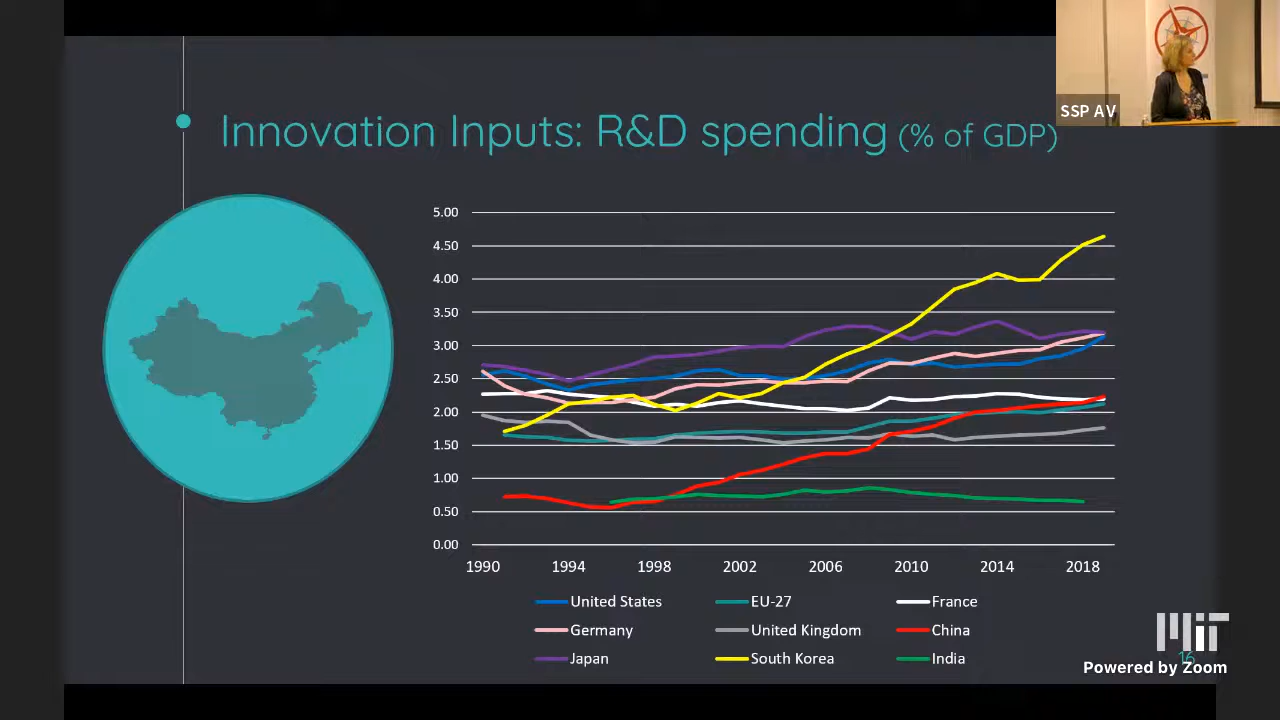 SSP AV
Innovation Inputs: R&D spending (% of GDP)
5.00
4.50
4.00
3.50
3.00
2.50
2.00
1.50
1.00
0.50
0.00
1990 1994 1998 2002 2006 2010 2014 2018
United States EU-27 France
Germany United Kingdom China
Japan South Korea India
MIT
16
Powered by Zoom